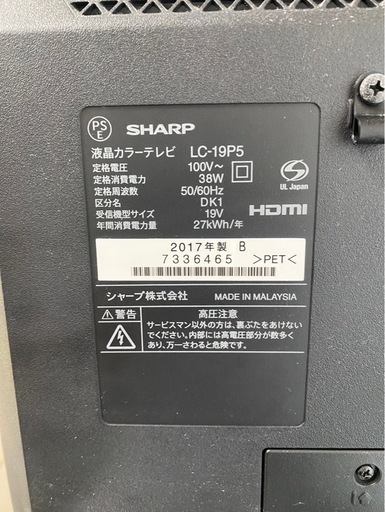 PS
E
SHARP
液晶カラーテレビ LC-19P5
定格電圧 100V～
定格消費電力 38W
定格周波数 50/60Hz
区分名 DK1
受信機型サイズ 19V
年間消費電力量 27kWh/年
S
UL Japan
HDMI
2017年製 B
7336465 >PET<
シャープ株式会社 MADE IN MALAYSIA
警告 高圧注意
サービスマン以外の方は、裏ぶたをあけない
でください。内部には高電圧部分が数多く
あり、万一さわると危険です。
K